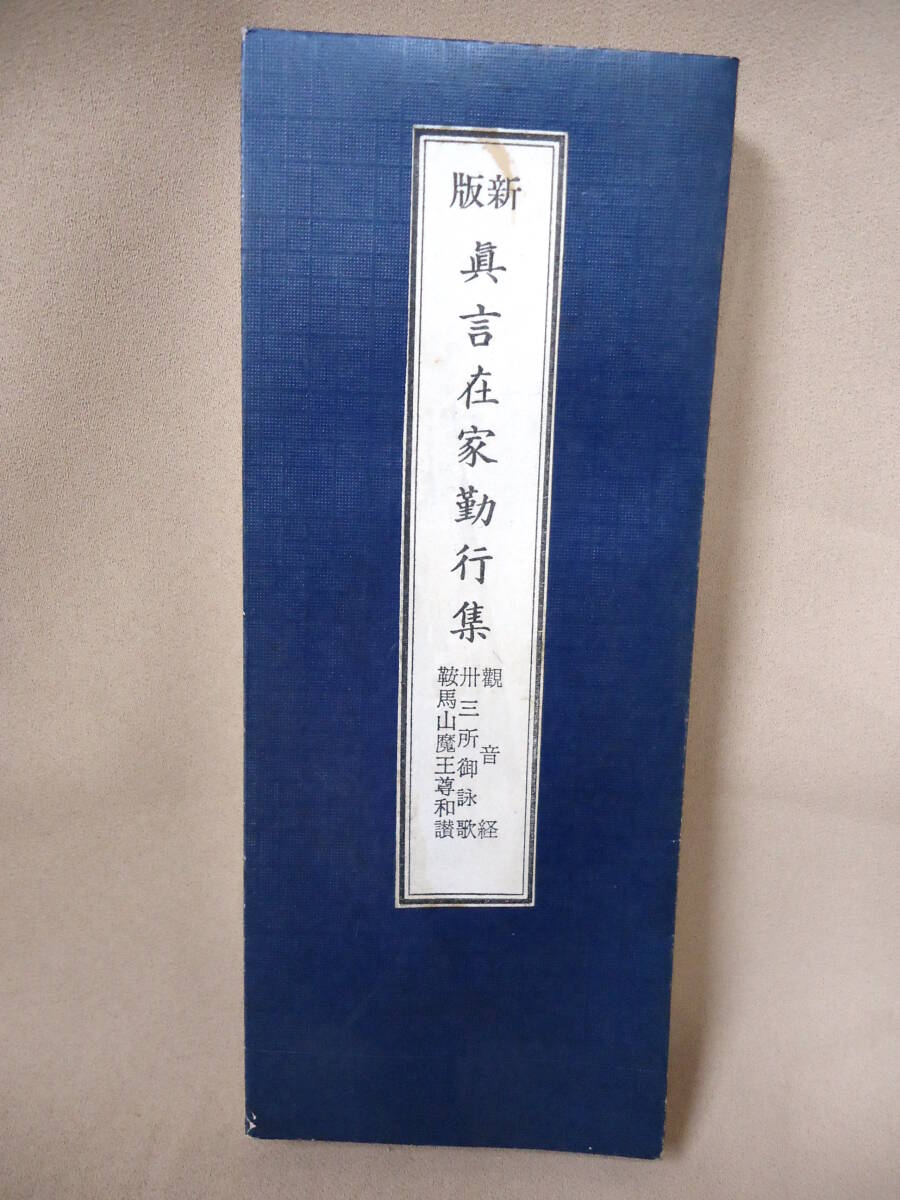 新版
眞言在家勤行集
觀音経
卅三所御詠歌
鞍馬山魔王尊和讃